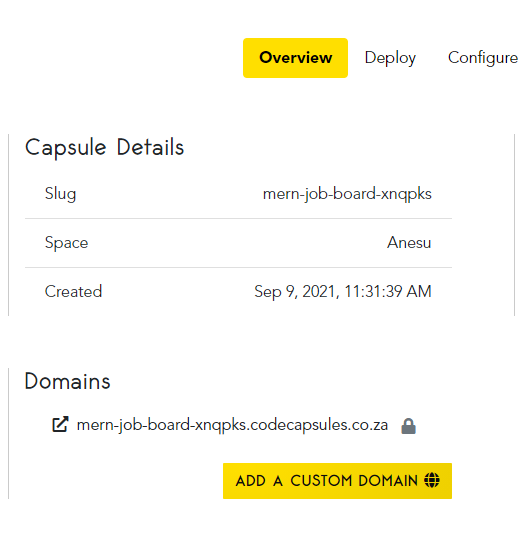 Overview Deploy Configure
Capsule Details
Slug mern-job-board-xnqpks
Space Anesu
Created Sep 9, 2021, 11:31:39 AM
Domains
mern-job-board-xnqpks.codecapsules.co.za
ADD A CUSTOM DOMAIN